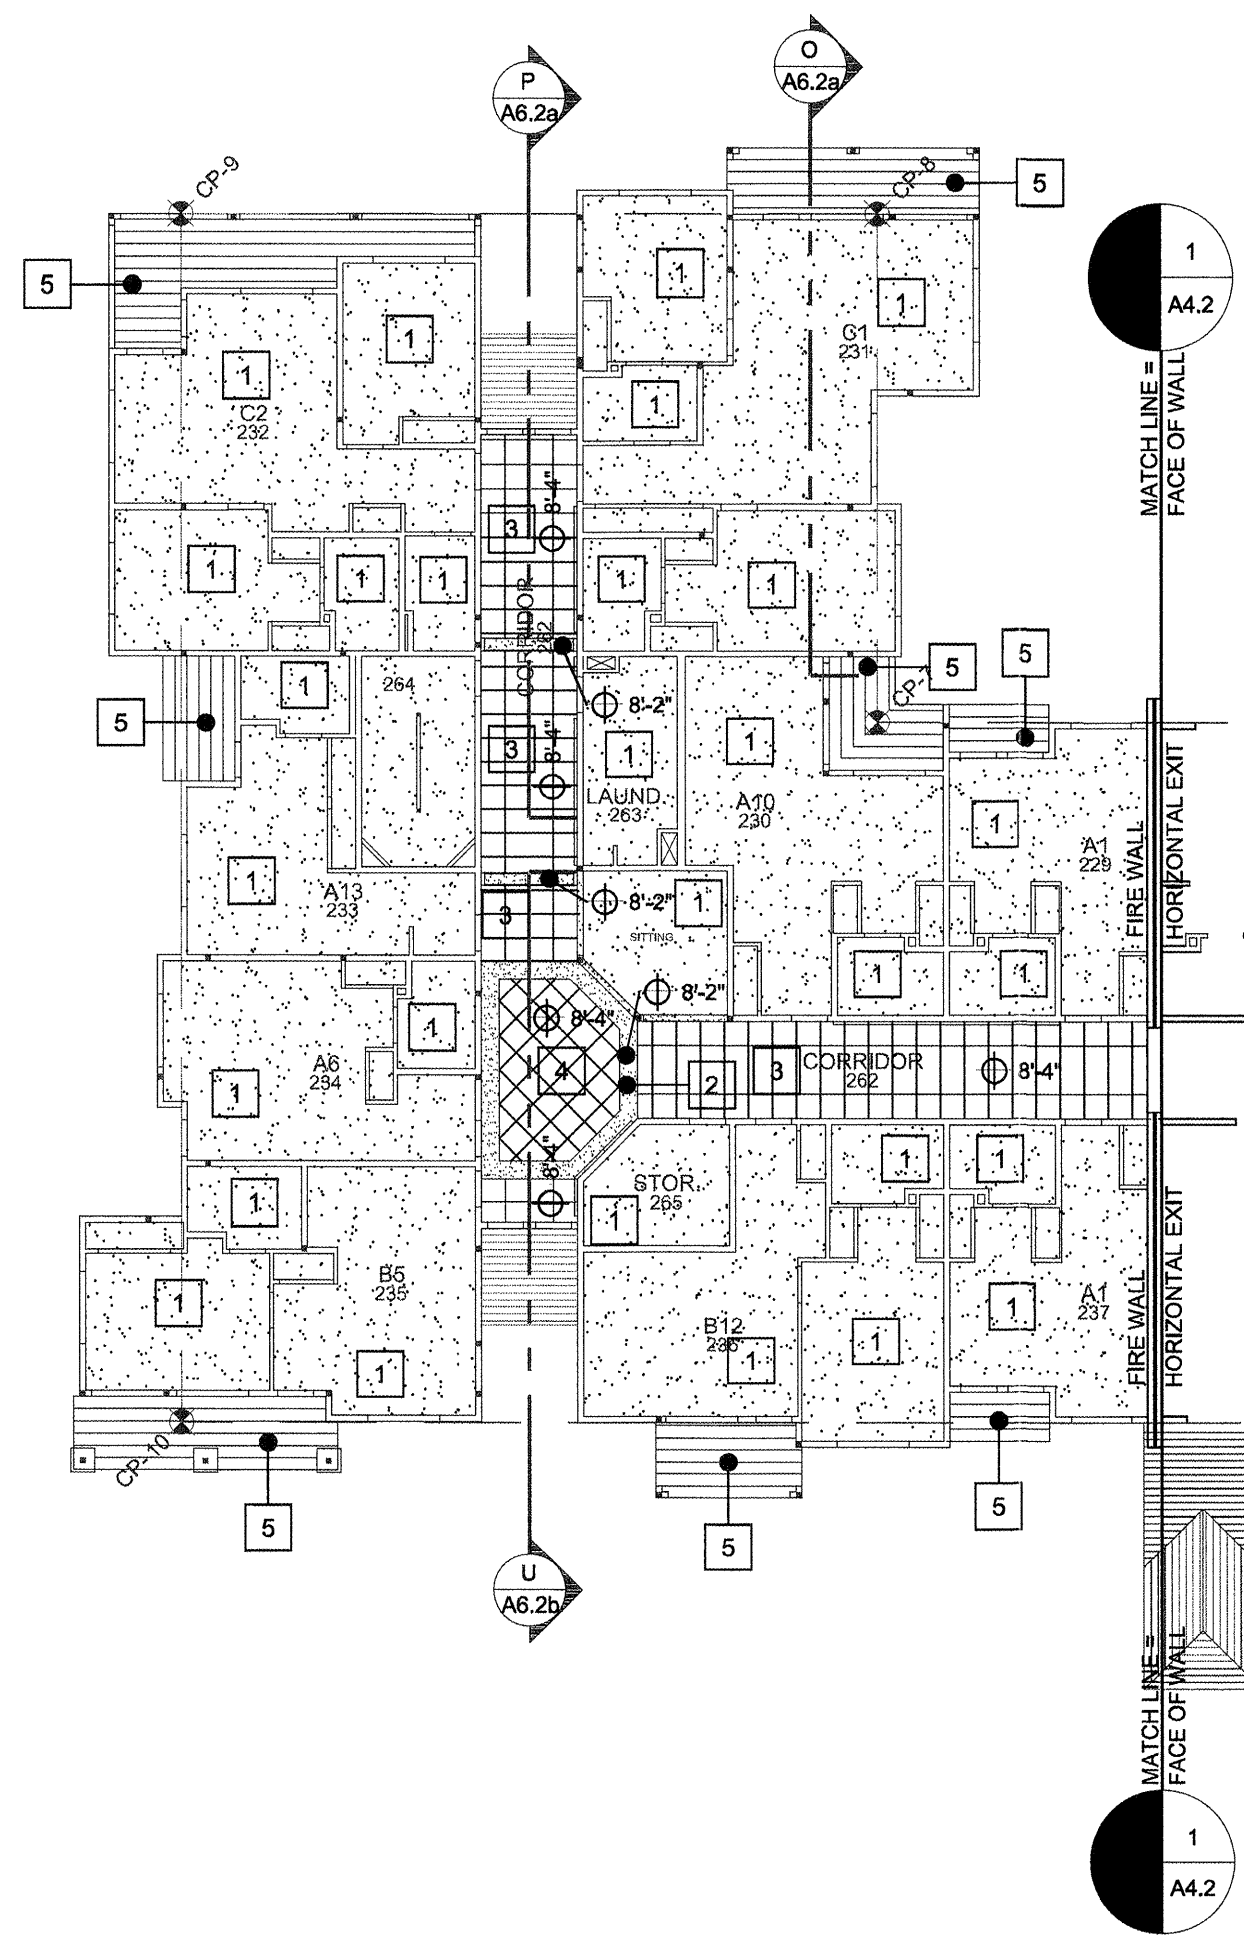 O
A6.2a
P
A6.2a
CP-9
CP-8
5
5
1
A4.2
MATCH LINE =
FACE OF WALL
1
1
1
1
C1
231
1
1
C2
232
3
8'-4"
1
1
1
1
1
CORRIDOR
262
5
5
1
264
8'-2"
5
3
8'-4"
1
1
LAUND.
263
A10
230
1
A1
229
FIRE WALL
HORIZONTAL EXIT
1
A13
233
3
8'-2"
1
SITTING
1
1
8'-2"
8'-4"
1
A6
234
1
4
2
3
CORRIDOR
262
8'-4"
8'-4"
1
1
1
STOR.
265
1
B5
235
1
1
B12
236
1
1
1
A1
237
FIRE WALL
HORIZONTAL EXIT
CP-10
5
5
5
U
A6.2b
MATCH LINE =
FACE OF WALL
1
A4.2